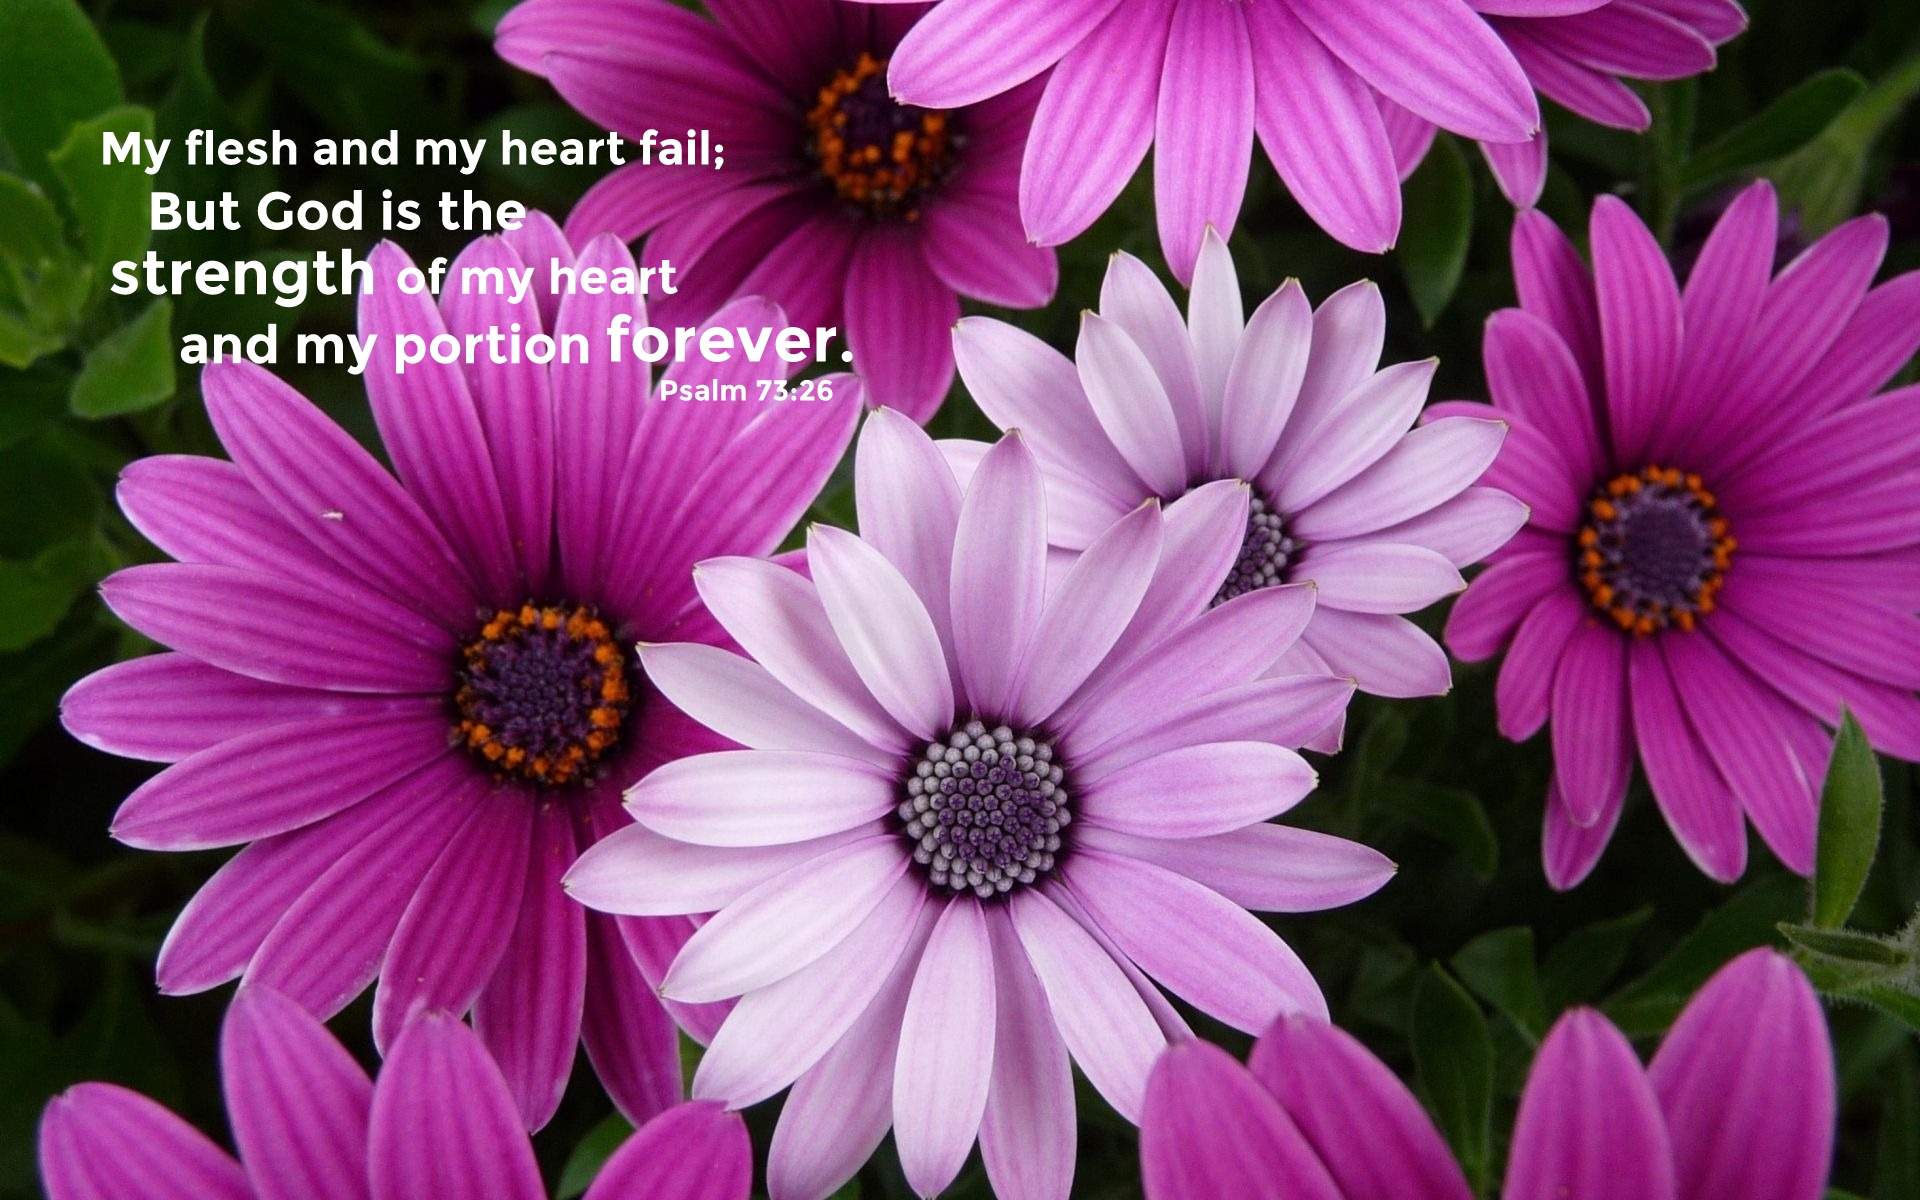 My flesh and my heart fail;
But God is the
strength of my heart
and my portion forever.
Psalm 73:26